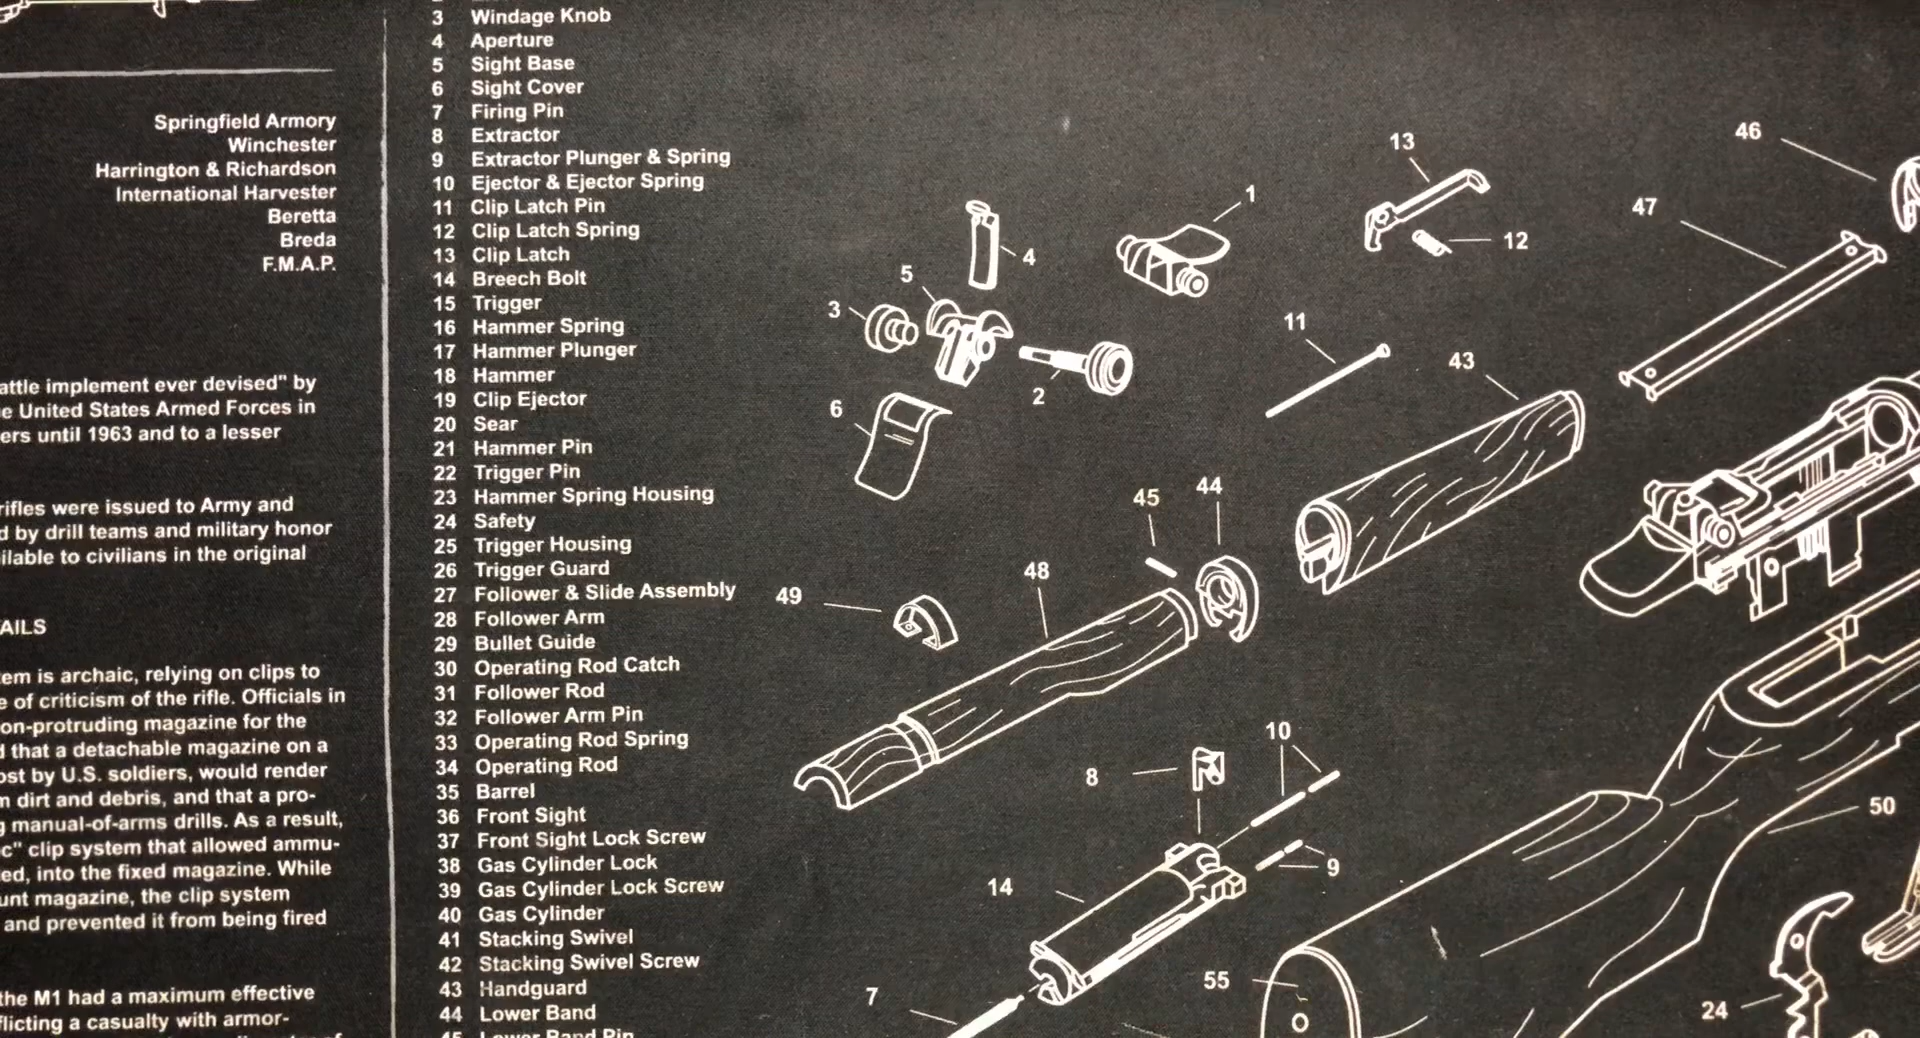 Springfield Armory
Winchester
Harrington & Richardson
International Harvester
Beretta
Breda
F.M.A.P.
attle implement ever devised" by
e United States Armed Forces in
ers until 1963 and to a lesser
rifles were issued to Army and
d by drill teams and military honor
ilable to civilians in the original
AILS
tem is archaic, relying on clips to
e of criticism of the rifle. Officials in
on-protruding magazine for the
d that a detachable magazine on a
ost by U.S. soldiers, would render
m dirt and debris, and that a pro-
g manual-of-arms drills. As a result,
c" clip system that allowed ammu-
ed, into the fixed magazine. While
unt magazine, the clip system
and prevented it from being fired
the M1 had a maximum effective
flicting a casualty with armor-
3 Windage Knob
4 Aperture
5 Sight Base
6 Sight Cover
7 Firing Pin
8 Extractor
9 Extractor Plunger & Spring
10 Ejector & Ejector Spring
11 Clip Latch Pin
12 Clip Latch Spring
13 Clip Latch
14 Breech Bolt
15 Trigger
16 Hammer Spring
17 Hammer Plunger
18 Hammer
19 Clip Ejector
20 Sear
21 Hammer Pin
22 Trigger Pin
23 Hammer Spring Housing
24 Safety
25 Trigger Housing
26 Trigger Guard
27 Follower & Slide Assembly
28 Follower Arm
29 Bullet Guide
30 Operating Rod Catch
31 Follower Rod
32 Follower Arm Pin
33 Operating Rod Spring
34 Operating Rod
35 Barrel
36 Front Sight
37 Front Sight Lock Screw
38 Gas Cylinder Lock
39 Gas Cylinder Lock Screw
40 Gas Cylinder
41 Stacking Swivel
42 Stacking Swivel Screw
43 Handguard
44 Lower Band
45 Lower Band Pin
46
13
1
47
12
4
5
3
11
43
2
6
45
44
48
49
10
8
9
50
14
55
7
24